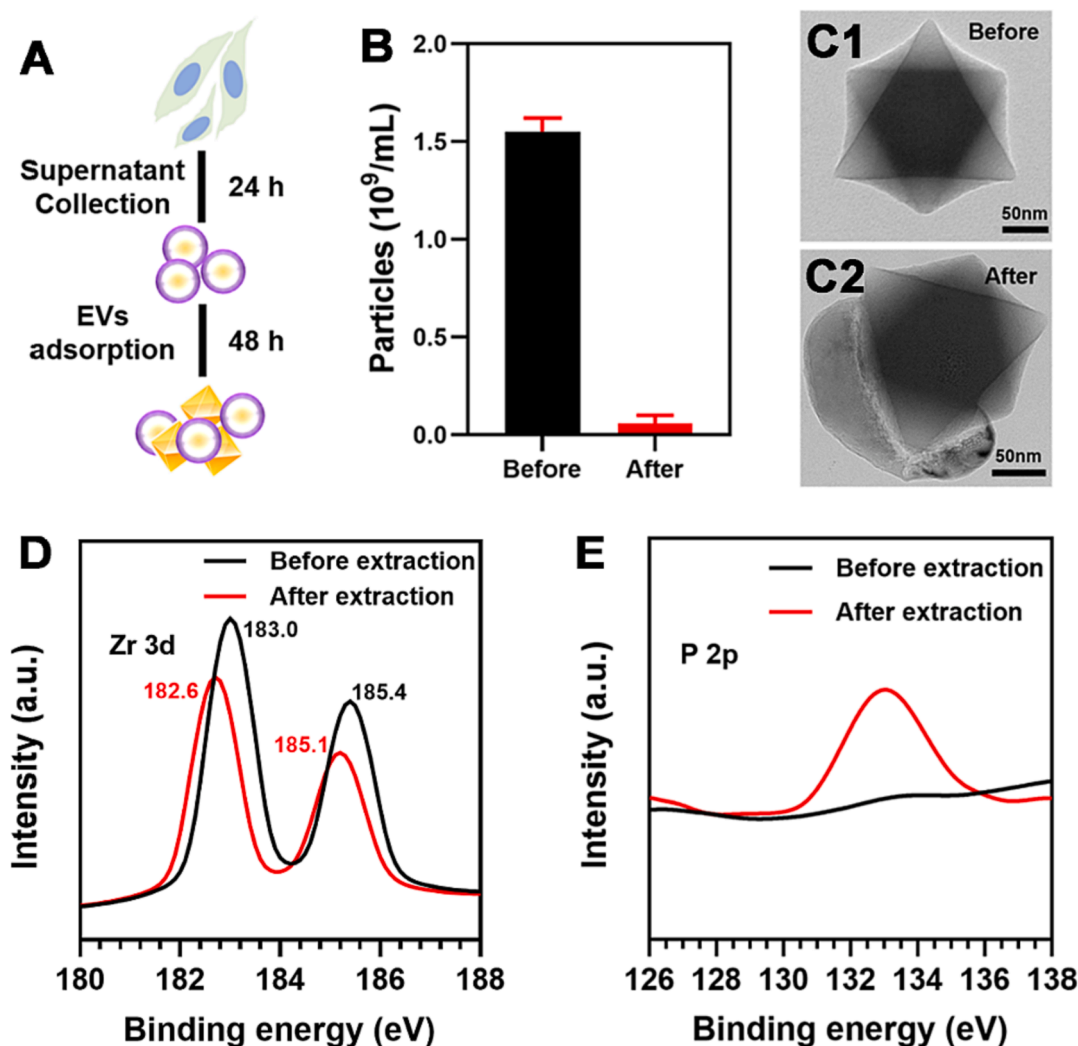 A
Supernatant
Collection
24 h
EVs
adsorption
48 h
B
Particles (10⁹/mL)
2.0
1.5
1.0
0.5
0.0
Before
After
C1
Before
50nm
C2
After
50nm
D
Before extraction
After extraction
Zr 3d
183.0
182.6
185.4
185.1
Intensity (a.u.)
180
182
184
186
188
Binding energy (eV)
E
Before extraction
After extraction
P 2p
Intensity (a.u.)
126
128
130
132
134
136
138
Binding energy (eV)